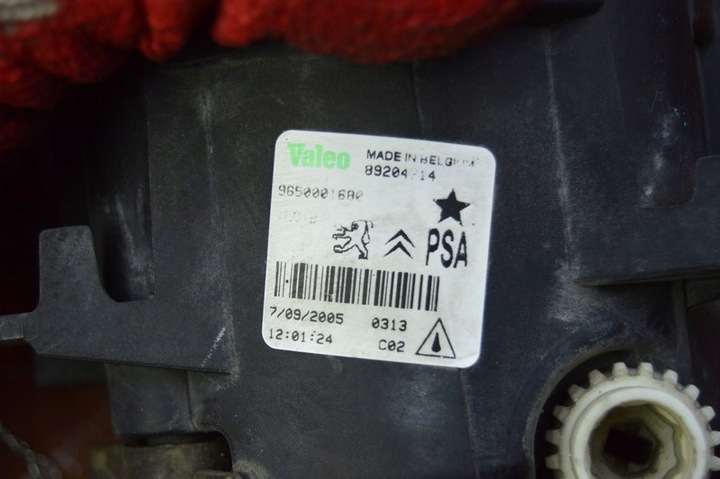 Valeo
MADE IN BELGIUM
9650001680
PSA
7/09/2005 0313
12:01:24 C02